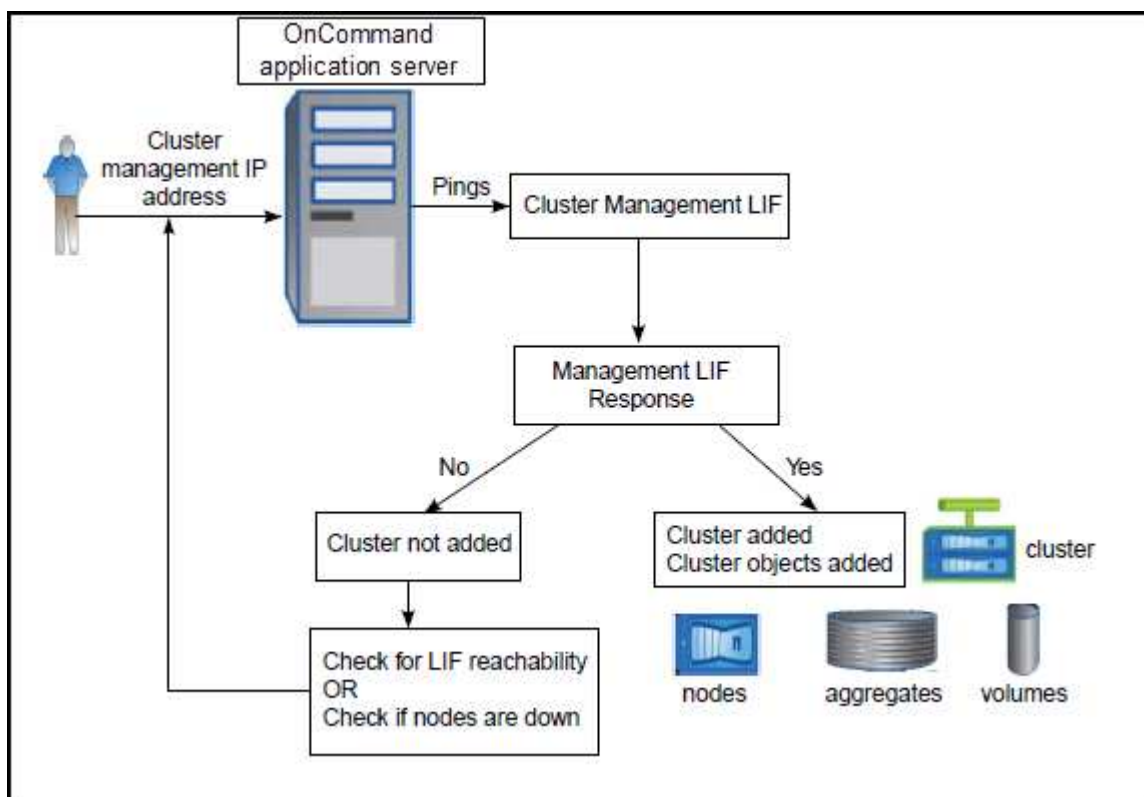 OnCommand
application server
Cluster
management IP
address
Pings
Cluster Management LIF
Management LIF
Response
No
Yes
Cluster not added
Cluster added
Cluster objects added
cluster
Check for LIF reachability
OR
Check if nodes are down
nodes
aggregates
volumes